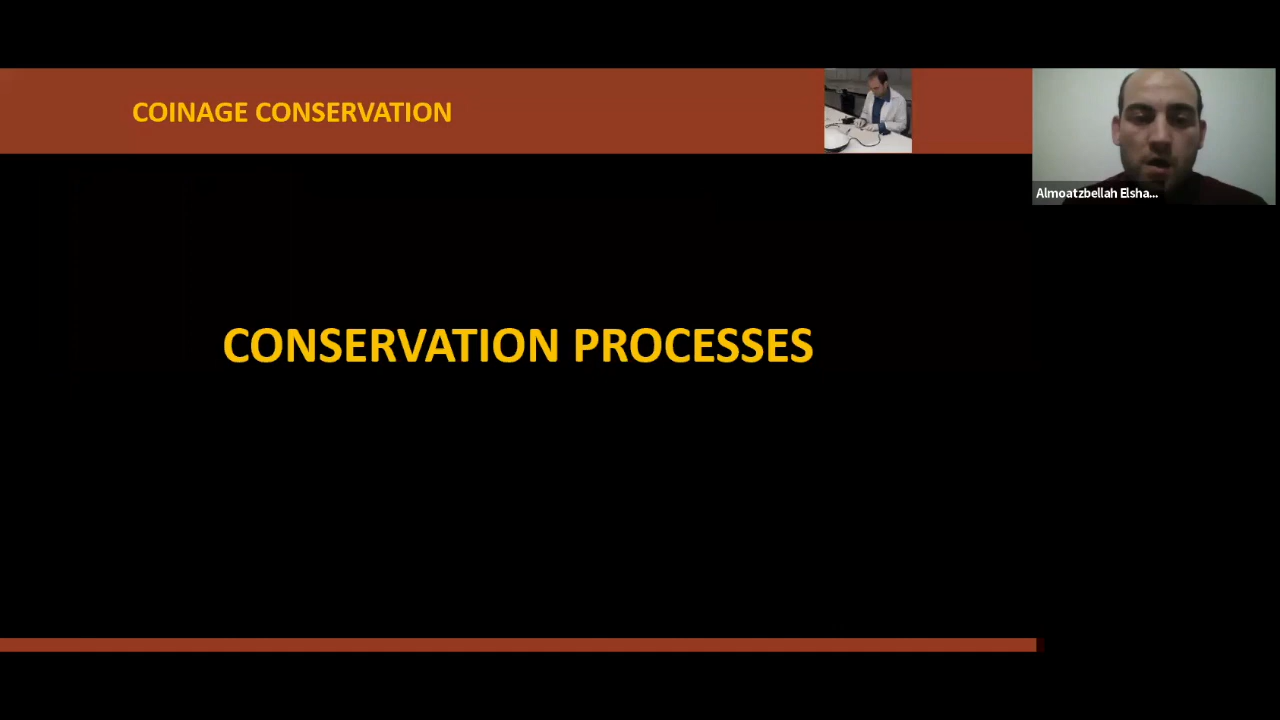 COINAGE CONSERVATION
Almoatzbellah Elsha...
CONSERVATION PROCESSES